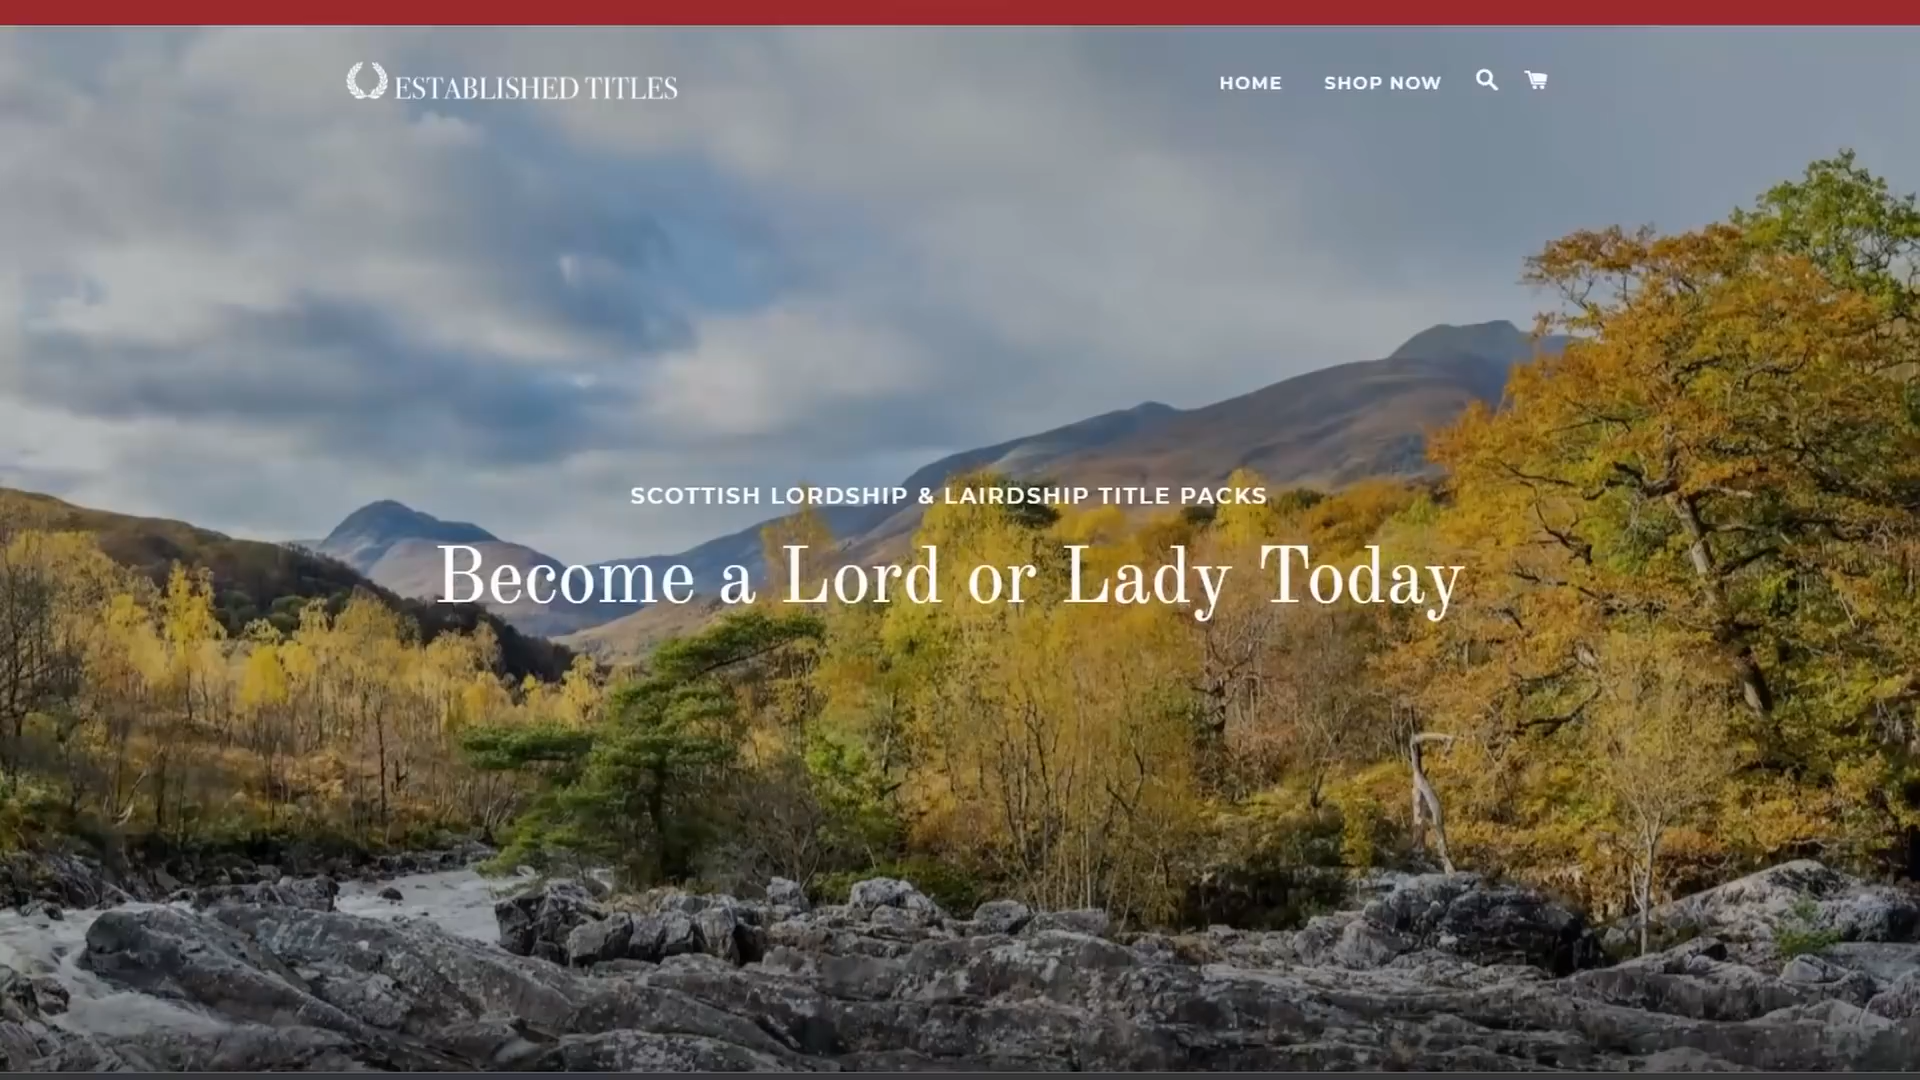 ESTABLISHED TITLES
HOME
SHOP NOW
SCOTTISH LORDSHIP & LAIRDSHIP TITLE PACKS
Become a Lord or Lady Today